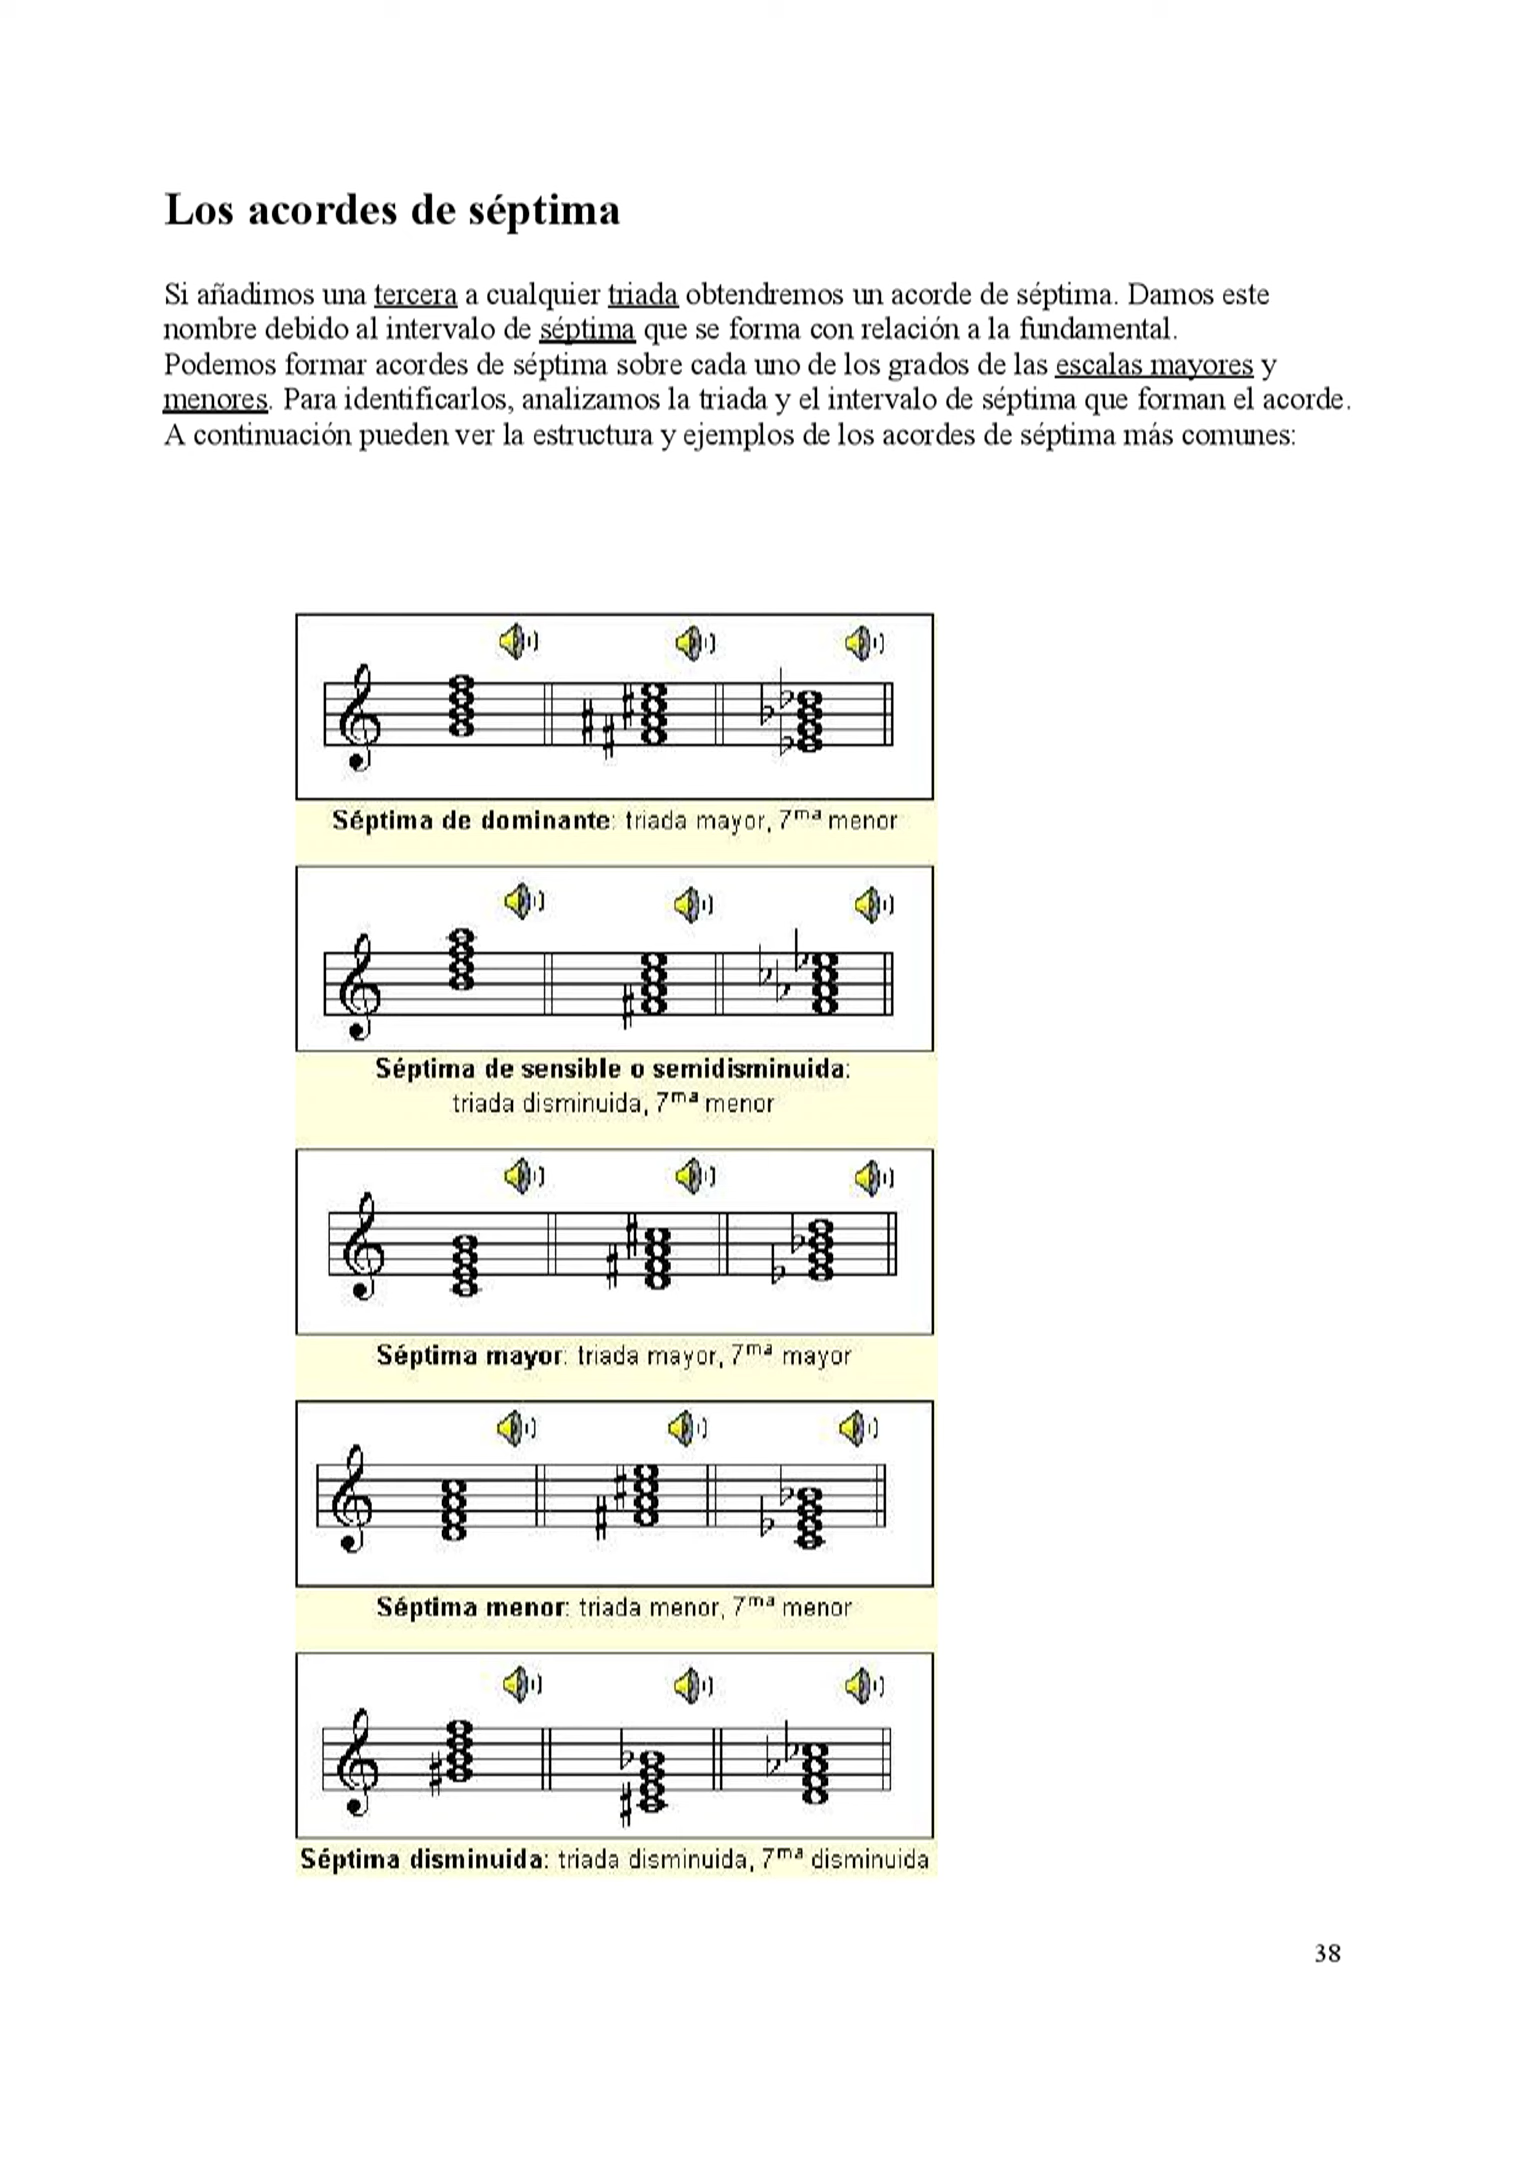 Los acordes de séptima
Si añadimos una tercera a cualquier triada obtendremos un acorde de séptima. Damos este
nombre debido al intervalo de séptima que se forma con relación a la fundamental.
Podemos formar acordes de séptima sobre cada uno de los grados de las escalas mayores y
menores. Para identificarlos, analizamos la triada y el intervalo de séptima que forman el acorde.
A continuación pueden ver la estructura y ejemplos de los acordes de séptima más comunes:
Séptima de dominante: triada mayor, 7ma menor
Séptima de sensible o semidisminuida:
triada disminuida, 7ma menor
Séptima mayor: triada mayor, 7ma mayor
Séptima menor: triada menor, 7ma menor
Séptima disminuida: triada disminuida, 7ma disminuida
38